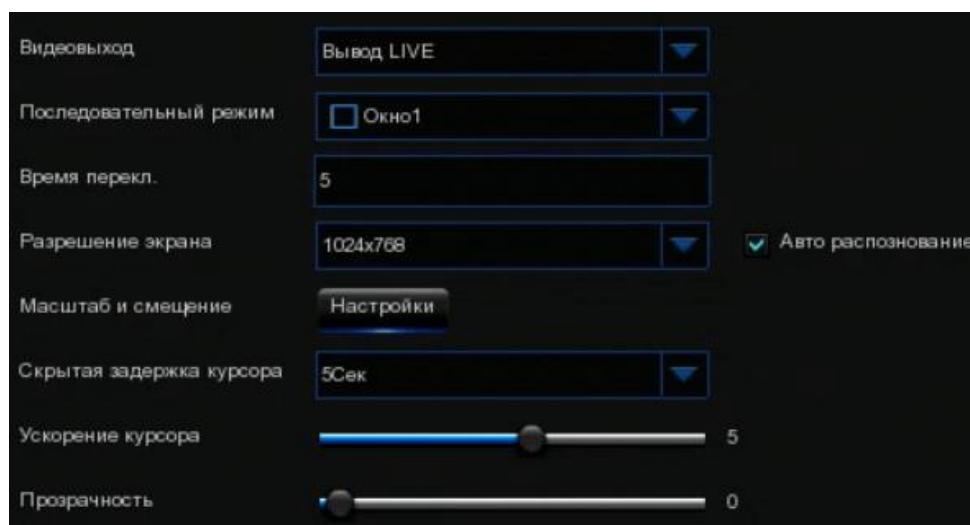 Видеовыход Вывод LIVE
Последовательный режим Окно1
Время перекл. 5
Разрешение экрана 1024x768 Авто распознование
Масштаб и смещение Настройки
Скрытая задержка курсора 5Сек
Ускорение курсора 5
Прозрачность 0